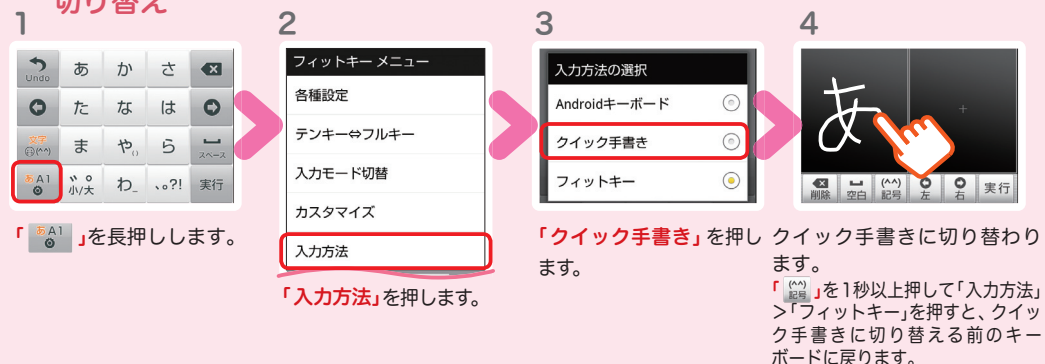 切り替え
1
Undo あ か さ
た な は
文字 (^^) ま や() ら スペース
あA1 小/大 わ_ 、。?! 実行
「あA1」を長押しします。
2
フィットキー メニュー
各種設定
テンキー⇔フルキー
入力モード切替
カスタマイズ
入力方法
「入力方法」を押します。
3
入力方法の選択
Androidキーボード
クイック手書き
フィットキー
「クイック手書き」を押し
ます。
4
あ
削除 空白 (^^)記号 左 右 実行
クイック手書きに切り替わり
ます。
「(^^)記号」を1秒以上押して「入力方法」
>「フィットキー」を押すと、クイッ
ク手書きに切り替える前のキー
ボードに戻ります。